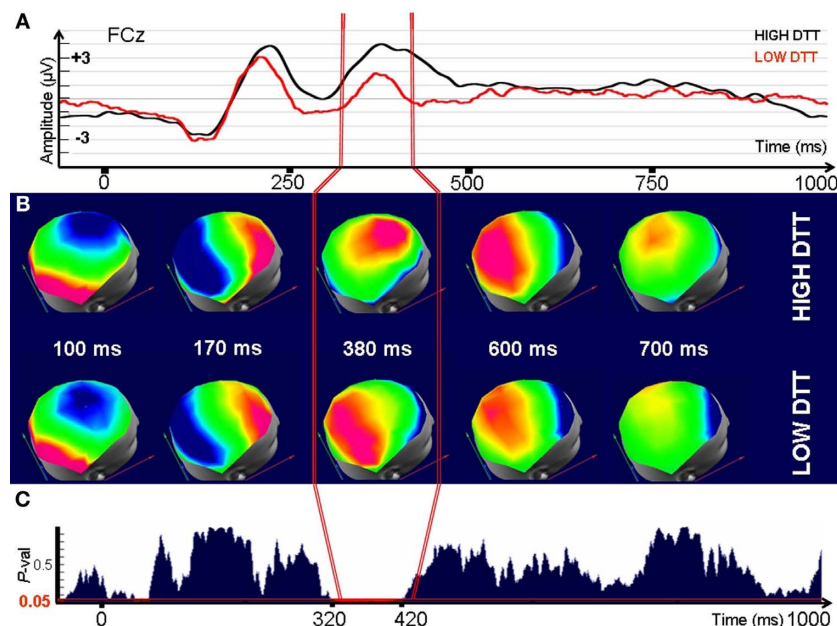 A
FCz
HIGH DTT
LOW DTT
Amplitude (µV)
+3
-3
Time (ms)
0 250 500 750 1000
B
HIGH DTT
100 ms 170 ms 380 ms 600 ms 700 ms
LOW DTT
C
P-val
0.5
0.05
0 320 420 Time (ms) 1000